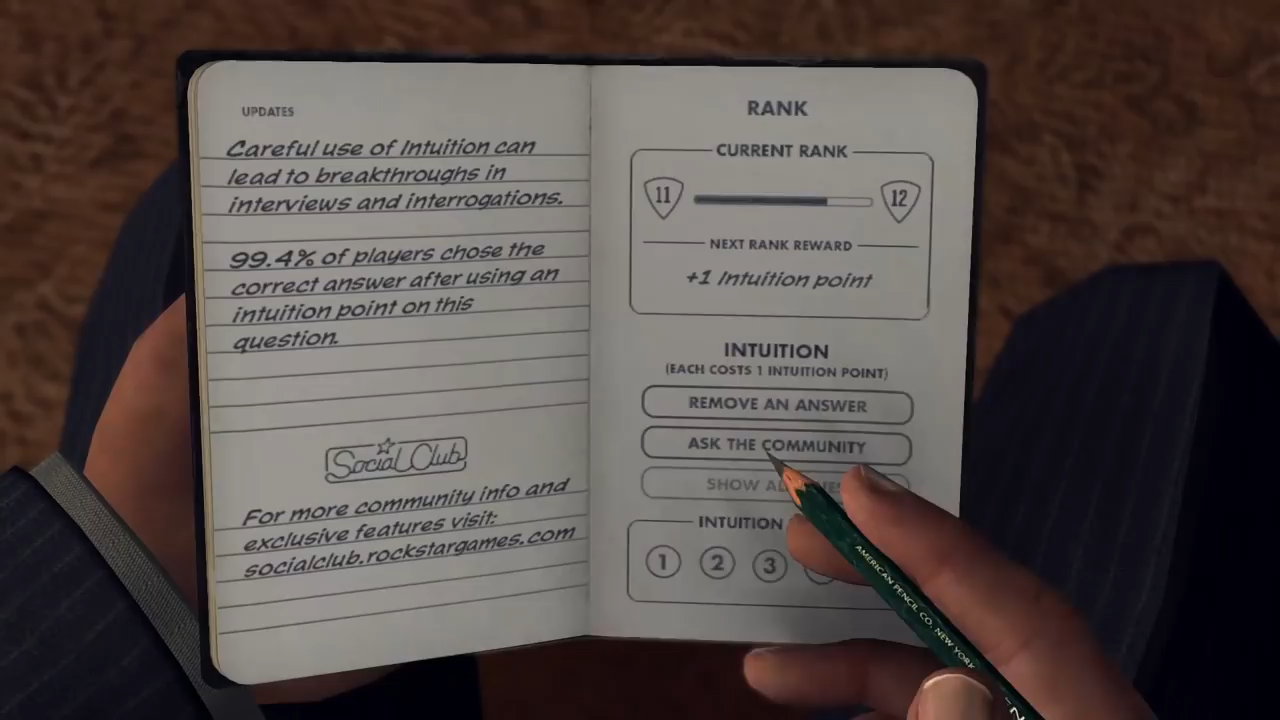 UPDATES
Careful use of Intuition can
lead to breakthroughs in
interviews and interrogations.
99.4% of players chose the
correct answer after using an
intuition point on this
question.
Social Club
For more community info and
exclusive features visit:
socialclub.rockstargames.com
RANK
CURRENT RANK
11
12
NEXT RANK REWARD
+1 Intuition point
INTUITION
(EACH COSTS 1 INTUITION POINT)
REMOVE AN ANSWER
ASK THE COMMUNITY
SHOW
INTUITION
1 2 3
AMERICAN PENCIL CO. NEW YORK